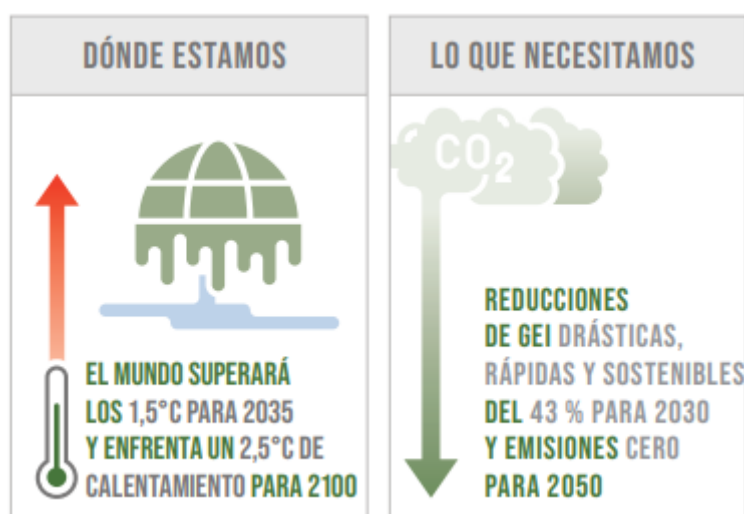 DÓNDE ESTAMOS
EL MUNDO SUPERARÁ
LOS 1,5°C PARA 2035
Y ENFRENTA UN 2,5°C DE
CALENTAMIENTO PARA 2100
LO QUE NECESITAMOS
CO₂
REDUCCIONES
DE GEI DRÁSTICAS,
RÁPIDAS Y SOSTENIBLES
DEL 43 % PARA 2030
Y EMISIONES CERO
PARA 2050